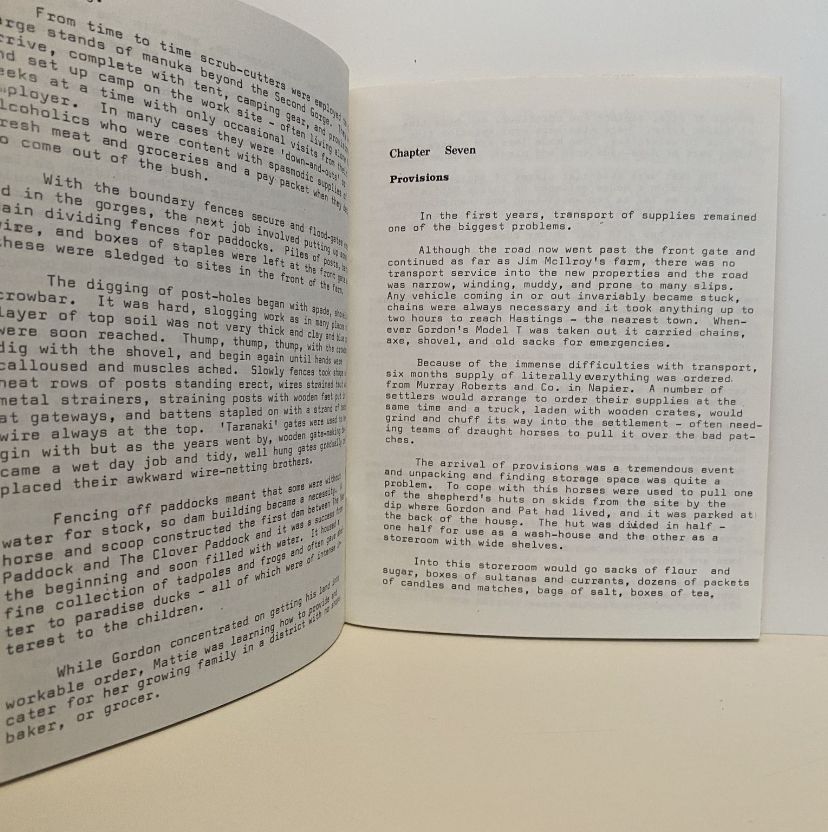 From time to time scrub-cutters were employed
large stands of manuka beyond the Second Gorge. They
arrive, complete with tent, camping gear, and
and set up camp on the work site - often living alone
weeks at a time with only occasional visits from their
employer. In many cases they were 'down-and-outs' or
alcoholics who were content with spasmodic supplies of
fresh meat and groceries and a pay packet when they
to come out of the bush.
With the boundary fences secure and flood-gates
in the gorges, the next job involved putting up
dividing fences for paddocks. Piles of posts,
wire, and boxes of staples were left at the front gate
these were sledged to sites in the front of the farm.
The digging of post-holes began with spade,
crowbar. It was hard, slogging work as in many places
layer of top soil was not very thick and clay and
were soon reached. Thump, thump, thump, with the
dig with the shovel, and begin again until hands were
calloused and muscles ached. Slowly fences took shape
neat rows of posts standing erect, wires strained
metal strainers, straining posts with wooden feet put
at gateways, and battens stapled on with a strand of
wire always at the top. 'Taranaki' gates were used to
gin with but as the years went by, wooden gate-making
came a wet day job and tidy, well hung gates gradually
placed their awkward wire-netting brothers.
Fencing off paddocks meant that some were without
water for stock, so dam building became a necessity.
horse and scoop constructed the first dam between The
Paddock and The Clover Paddock and it was a success from
the beginning and soon filled with water. It housed a
fine collection of tadpoles and frogs and often gave
ter to paradise ducks - all of which were of intense in-
terest to the children.
While Gordon concentrated on getting his land into
workable order, Mattie was learning how to provide and
cater for her growing family in a district with no
baker, or grocer.
Chapter Seven
Provisions
In the first years, transport of supplies remained
one of the biggest problems.
Although the road now went past the front gate and
continued as far as Jim McIlroy's farm, there was no
transport service into the new properties and the road
was narrow, winding, muddy, and prone to many slips.
Any vehicle coming in or out invariably became stuck,
chains were always necessary and it took anything up to
two hours to reach Hastings - the nearest town. When-
ever Gordon's Model T was taken out it carried chains,
axe, shovel, and old sacks for emergencies.
Because of the immense difficulties with transport,
six months supply of literally everything was ordered
from Murray Roberts and Co. in Napier. A number of
settlers would arrange to order their supplies at the
same time and a truck, laden with wooden crates, would
grind and chuff its way into the settlement - often need-
ing teams of draught horses to pull it over the bad pat-
ches.
The arrival of provisions was a tremendous event
and unpacking and finding storage space was quite a
problem. To cope with this horses were used to pull one
of the shepherd's huts on skids from the site by the
dip where Gordon and Pat had lived, and it was parked at
the back of the house. The hut was divided in half -
one half for use as a wash-house and the other as a
storeroom with wide shelves.
Into this storeroom would go sacks of flour and
sugar, boxes of sultanas and currants, dozens of packets
of candles and matches, bags of salt, boxes of tea,